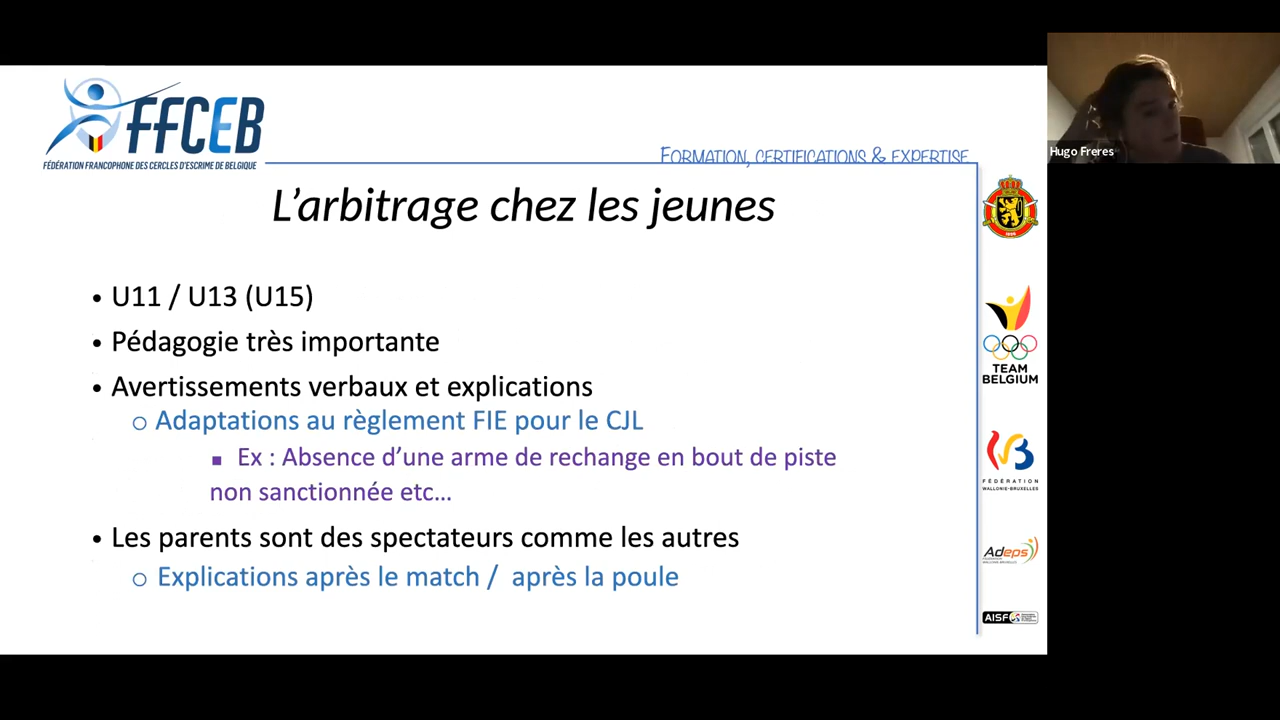 FFCEB
FÉDÉRATION FRANCOPHONE DES CERCLES D'ESCRIME DE BELGIQUE
FORMATION, CERTIFICATIONS & EXPERTISE
Hugo Freres
L'arbitrage chez les jeunes
• U11 / U13 (U15)
• Pédagogie très importante
• Avertissements verbaux et explications
o Adaptations au règlement FIE pour le CJL
▪ Ex : Absence d'une arme de rechange en bout de piste
non sanctionnée etc…
• Les parents sont des spectateurs comme les autres
o Explications après le match / après la poule
TEAM
BELGIUM
FÉDÉRATION
WALLONIE-BRUXELLES
Adeps
AISF